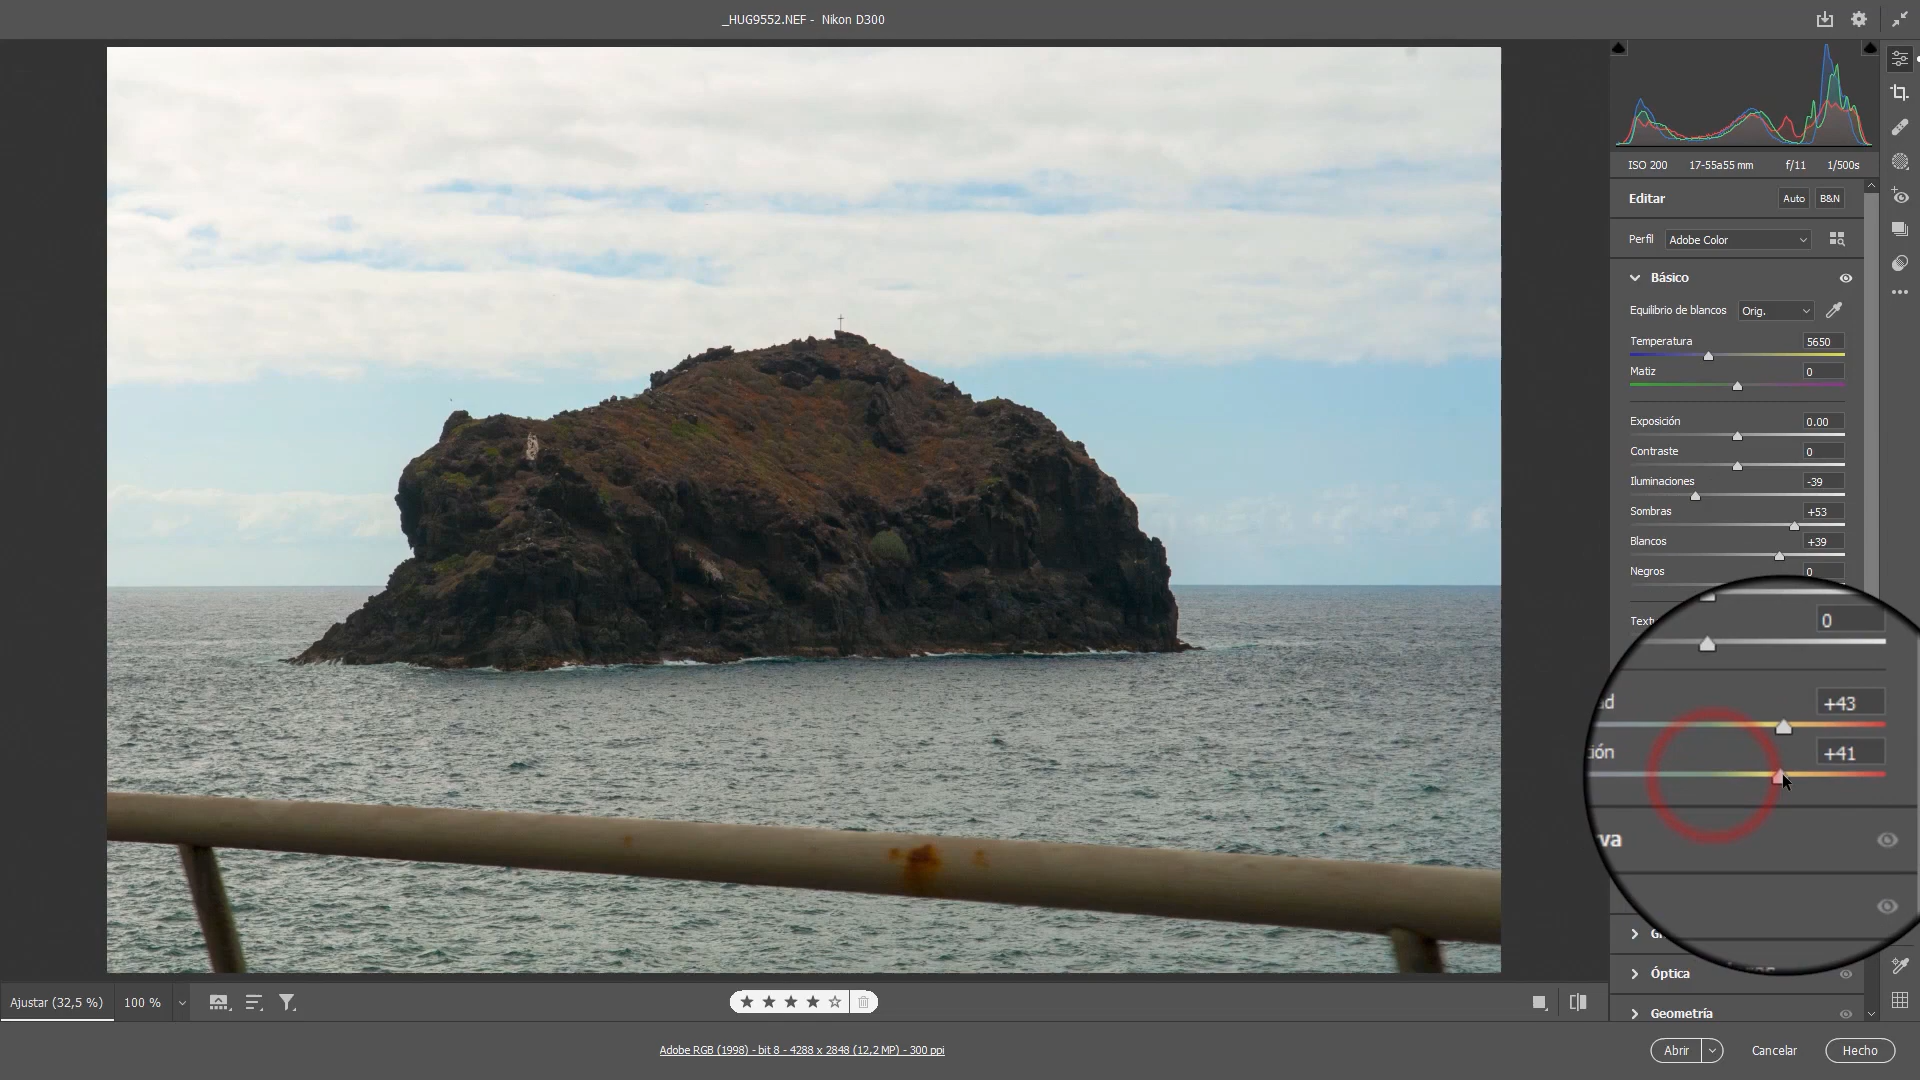 _HUG9552.NEF - Nikon D300
ISO 200 17-55a55 mm f/11 1/500s
Editar Auto B&N
Perfil Adobe Color
Básico
Equilibrio de blancos Orig.
Temperatura 5650
Matiz 0
Exposición 0.00
Contraste 0
Iluminaciones -39
Sombras +53
Blancos +39
Negros 0
Text 0
ad +43
ión +41
va
G
Óptica
Geometría
Ajustar (32,5 %) 100 %
Adobe RGB (1998) - bit 8 - 4288 x 2848 (12,2 MP) - 300 ppi
Abrir Cancelar Hecho